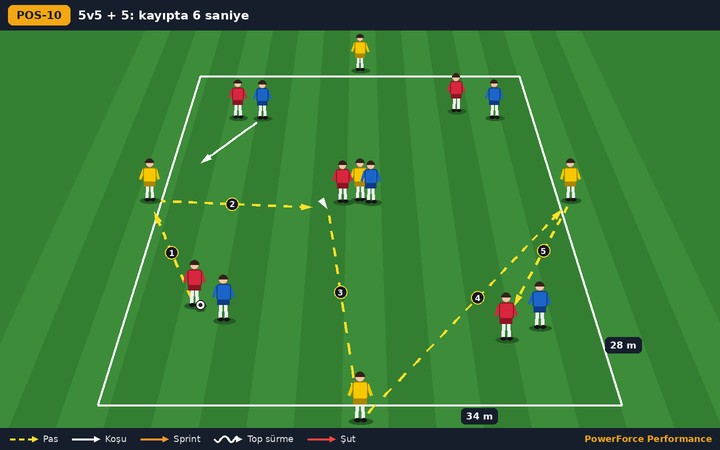 POS-10 5v5 + 5: kayıpta 6 saniye
2
1
5
3
4
28 m
34 m
Pas Koşu Sprint Top sürme Şut PowerForce Performance